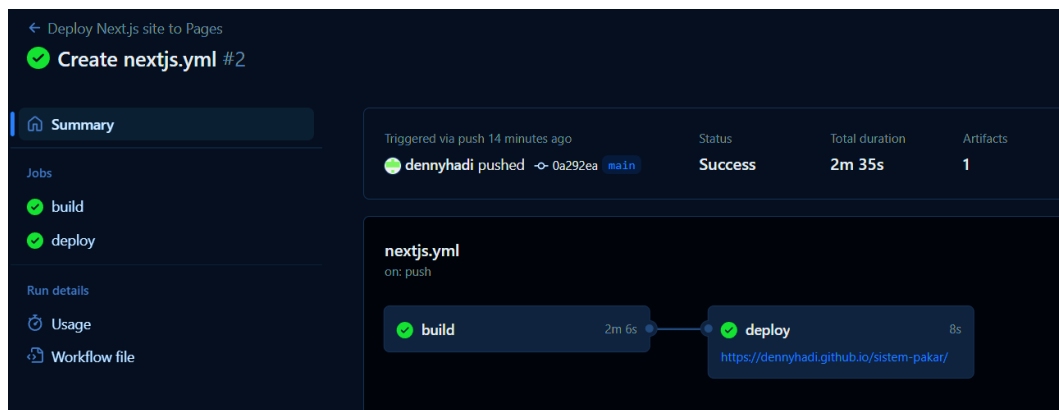 ← Deploy Next.js site to Pages
Create nextjs.yml #2
Summary
Jobs
build
deploy
Run details
Usage
Workflow file
Triggered via push 14 minutes ago
dennyhadi pushed 0a292ea main
Status
Success
Total duration
2m 35s
Artifacts
1
nextjs.yml
on: push
build 2m 6s
deploy 8s
https://dennyhadi.github.io/sistem-pakar/